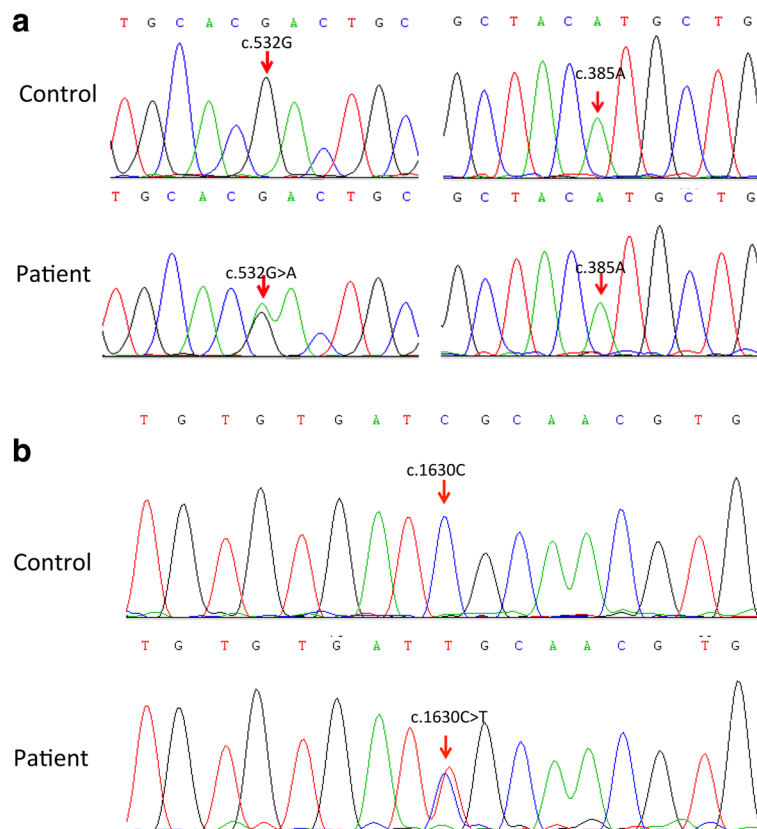 a
T G C A C G A C T G C
G C T A C A T G C T G
c.532G
c.385A
Control
T G C A C G A C T G C
G C T A C A T G C T G
c.532G>A
c.385A
Patient
T G T G T G A T C G C A A C G T G
b
c.1630C
Control
T G T G T G A T T G C A A C G T G
c.1630C>T
Patient